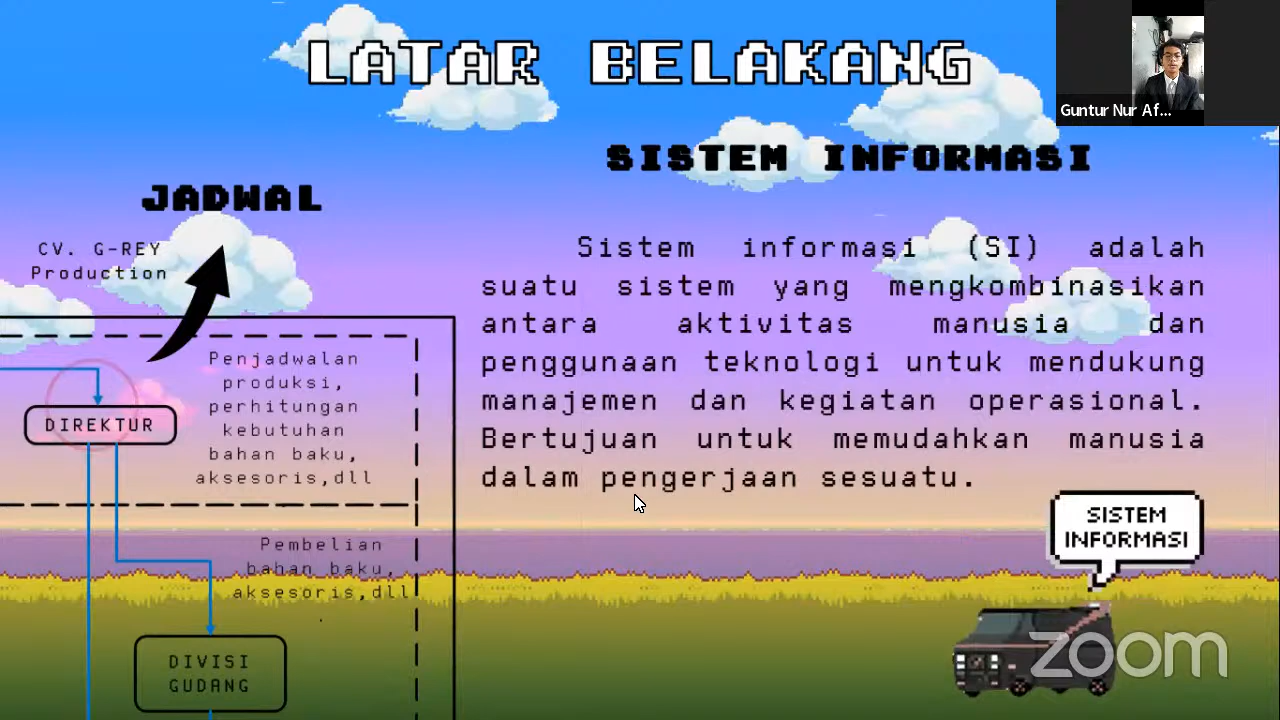 LATAR BELAKANG
Guntur Nur Af...
SISTEM INFORMASI
JADWAL
CV. G-REY
Production
Sistem informasi (SI) adalah
suatu sistem yang mengkombinasikan
antara aktivitas manusia dan
penggunaan teknologi untuk mendukung
manajemen dan kegiatan operasional.
Bertujuan untuk memudahkan manusia
dalam pengerjaan sesuatu.
Penjadwalan
produksi,
perhitungan
kebutuhan
bahan baku,
aksesoris,dll
DIREKTUR
Pembelian
bahan baku,
aksesoris,dll
.
DIVISI
GUDANG
SISTEM
INFORMASI
zoom